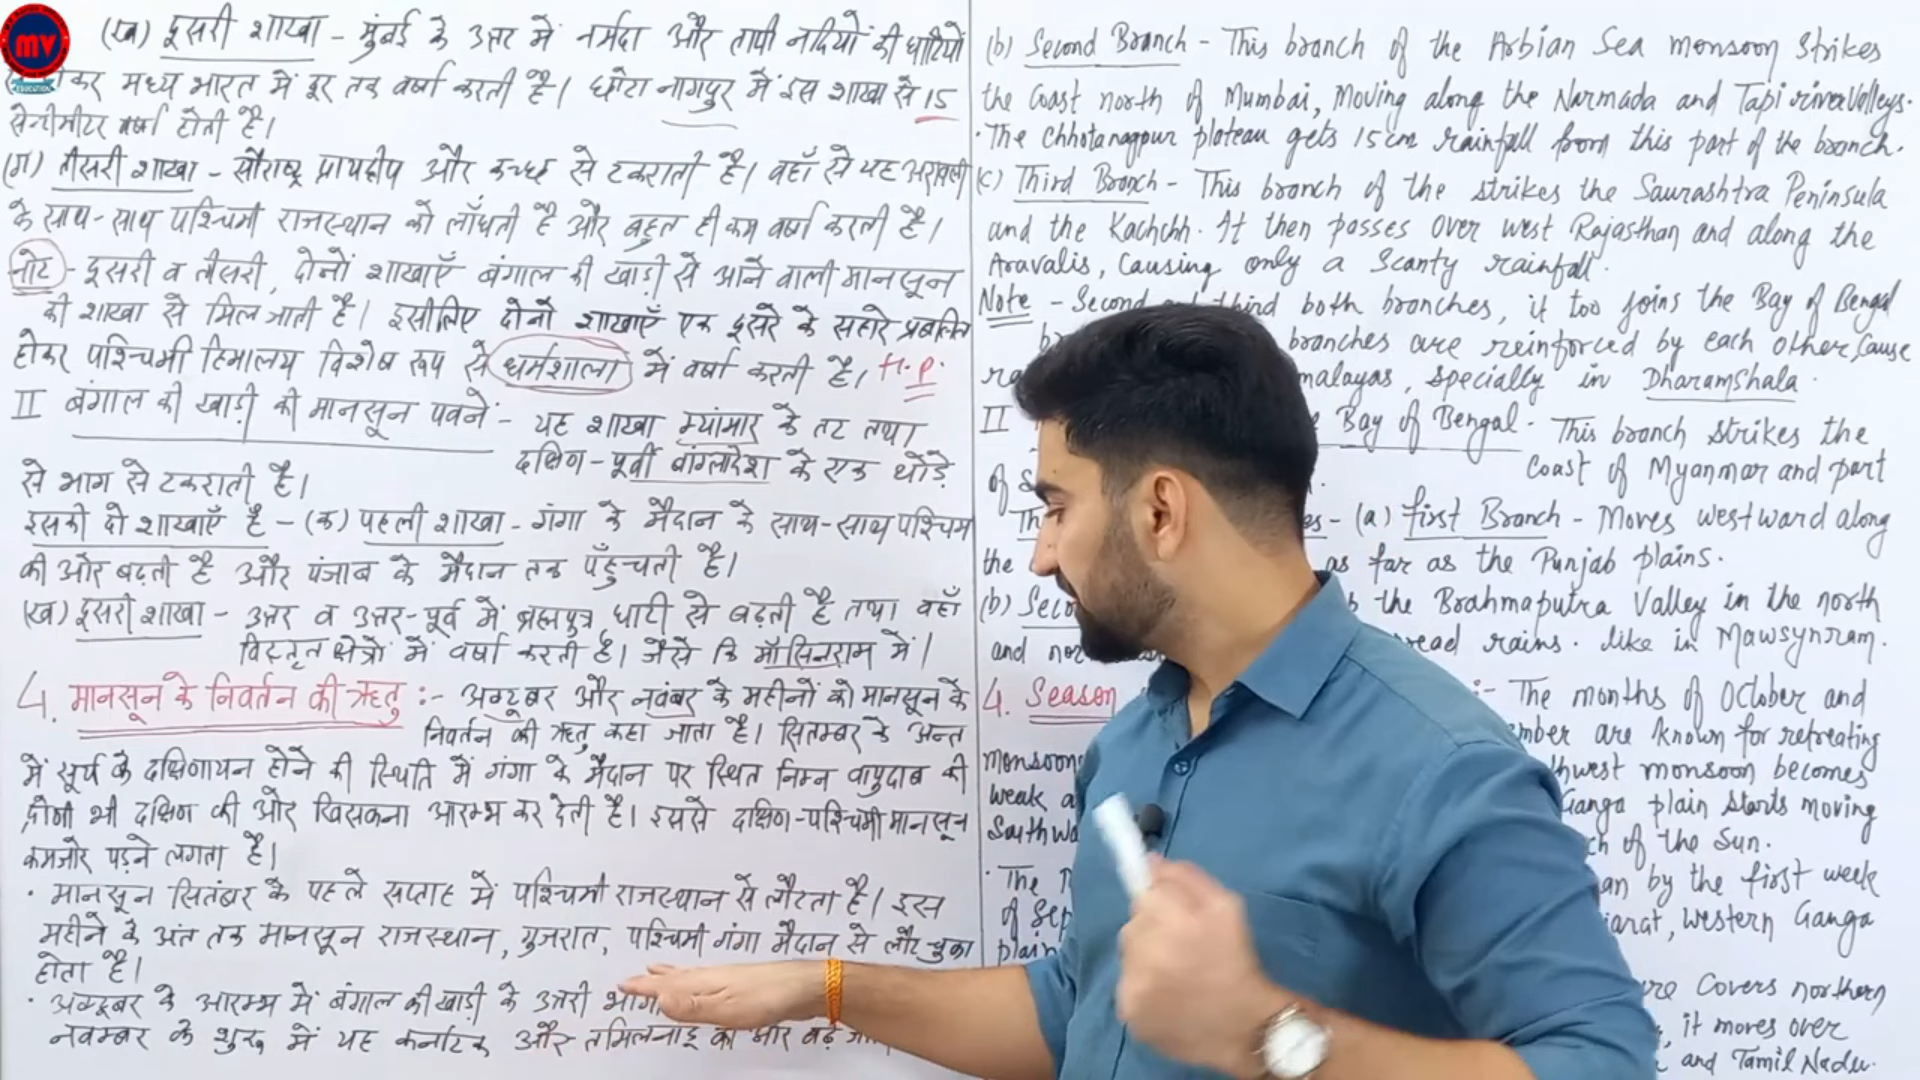 mv
EDUCATION
(ख) दूसरी शाखा - मुंबई के उत्तर में नर्मदा और तापी नदियों की घाटियों
होकर मध्य भारत में दूर तक वर्षा करती है। छोटा नागपुर में इस शाखा से 15
सेन्टीमीटर वर्षा होती है।
(ग) तीसरी शाखा - सौराष्ट्र प्रायद्वीप और कच्छ से टकराती है। वहाँ से यह अरावली
के साथ-साथ पश्चिमी राजस्थान को लाँघती है और बहुत ही कम वर्षा करती है।
नोट - दूसरी व तीसरी, दोनों शाखाएँ बंगाल की खाड़ी से आने वाली मानसून
की शाखा से मिल जाती है। इसीलिए दोनों शाखाएँ एक दूसरे के सहारे प्रबलित
होकर पश्चिमी हिमालय विशेष रूप से धर्मशाला में वर्षा करती है। H.P.
II बंगाल की खाड़ी की मानसून पवनें - यह शाखा म्यांमार के तट तथा
दक्षिण-पूर्वी बांग्लादेश के एक थोड़े
से भाग से टकराती है।
इसकी दो शाखाएँ है - (क) पहली शाखा - गंगा के मैदान के साथ-साथ पश्चिम
की ओर बढ़ती है और पंजाब के मैदान तक पहुँचती है।
(ख) दूसरी शाखा - उत्तर व उत्तर-पूर्व में ब्रह्मपुत्र घाटी से बढ़ती है तथा वहाँ
विस्तृत क्षेत्रों में वर्षा करती है। जैसे कि मॉसिनराम में।
4. मानसून के निवर्तन की ऋतु :- अक्टूबर और नवंबर के महीनों को मानसून के
निवर्तन की ऋतु कहा जाता है। सितम्बर के अन्त
में सूर्य के दक्षिणायन होने की स्थिति में गंगा के मैदान पर स्थित निम्न वायुदाब की
द्रोणी भी दक्षिण की ओर खिसकना आरम्भ कर देती है। इससे दक्षिण-पश्चिमी मानसून
कमजोर पड़ने लगता है।
· मानसून सितंबर के पहले सप्ताह में पश्चिमी राजस्थान से लौटता है। इस
महीने के अंत तक मानसून राजस्थान, गुजरात, पश्चिमी गंगा मैदान से लौट चुका
होता है।
· अक्टूबर के आरम्भ में बंगाल की खाड़ी के उत्तरी भाग
नवम्बर के शुरू में यह कर्नाटक और तमिलनाडू की ओर बढ़
(b) Second Branch - This branch of the Arbian Sea monsoon Strikes
the Coast north of Mumbai, Moving along the Narmada and Tapi river Valleys.
· The Chhotanagpur plateau gets 15cm rainfall from this part of the branch.
(c) Third Branch - This branch of the strikes the Saurashtra Peninsula
and the Kachchh. It then passes over west Rajasthan and along the
Aravalis, Causing only a Scanty rainfall.
Note - Second and third both branches, it too Joins the Bay of Bengal
branches are reinforced by each other, Cause
malayas, specially in Dharamshala.
II Bay of Bengal - This branch strikes the
Coast of Myanmar and part
of
- (a) first Branch - Moves westward along
the as far as the Punjab plains.
(b) the Brahmaputra Valley in the north
and rains. like in Mawsynram.
4. Season :- The months of October and
are known for retreating
monsoon west monsoon becomes
weak Ganga plain starts moving
of the Sun.
· The by the first week
of western Ganga
plain
Covers northern
, it moves over
and Tamil Nadu.